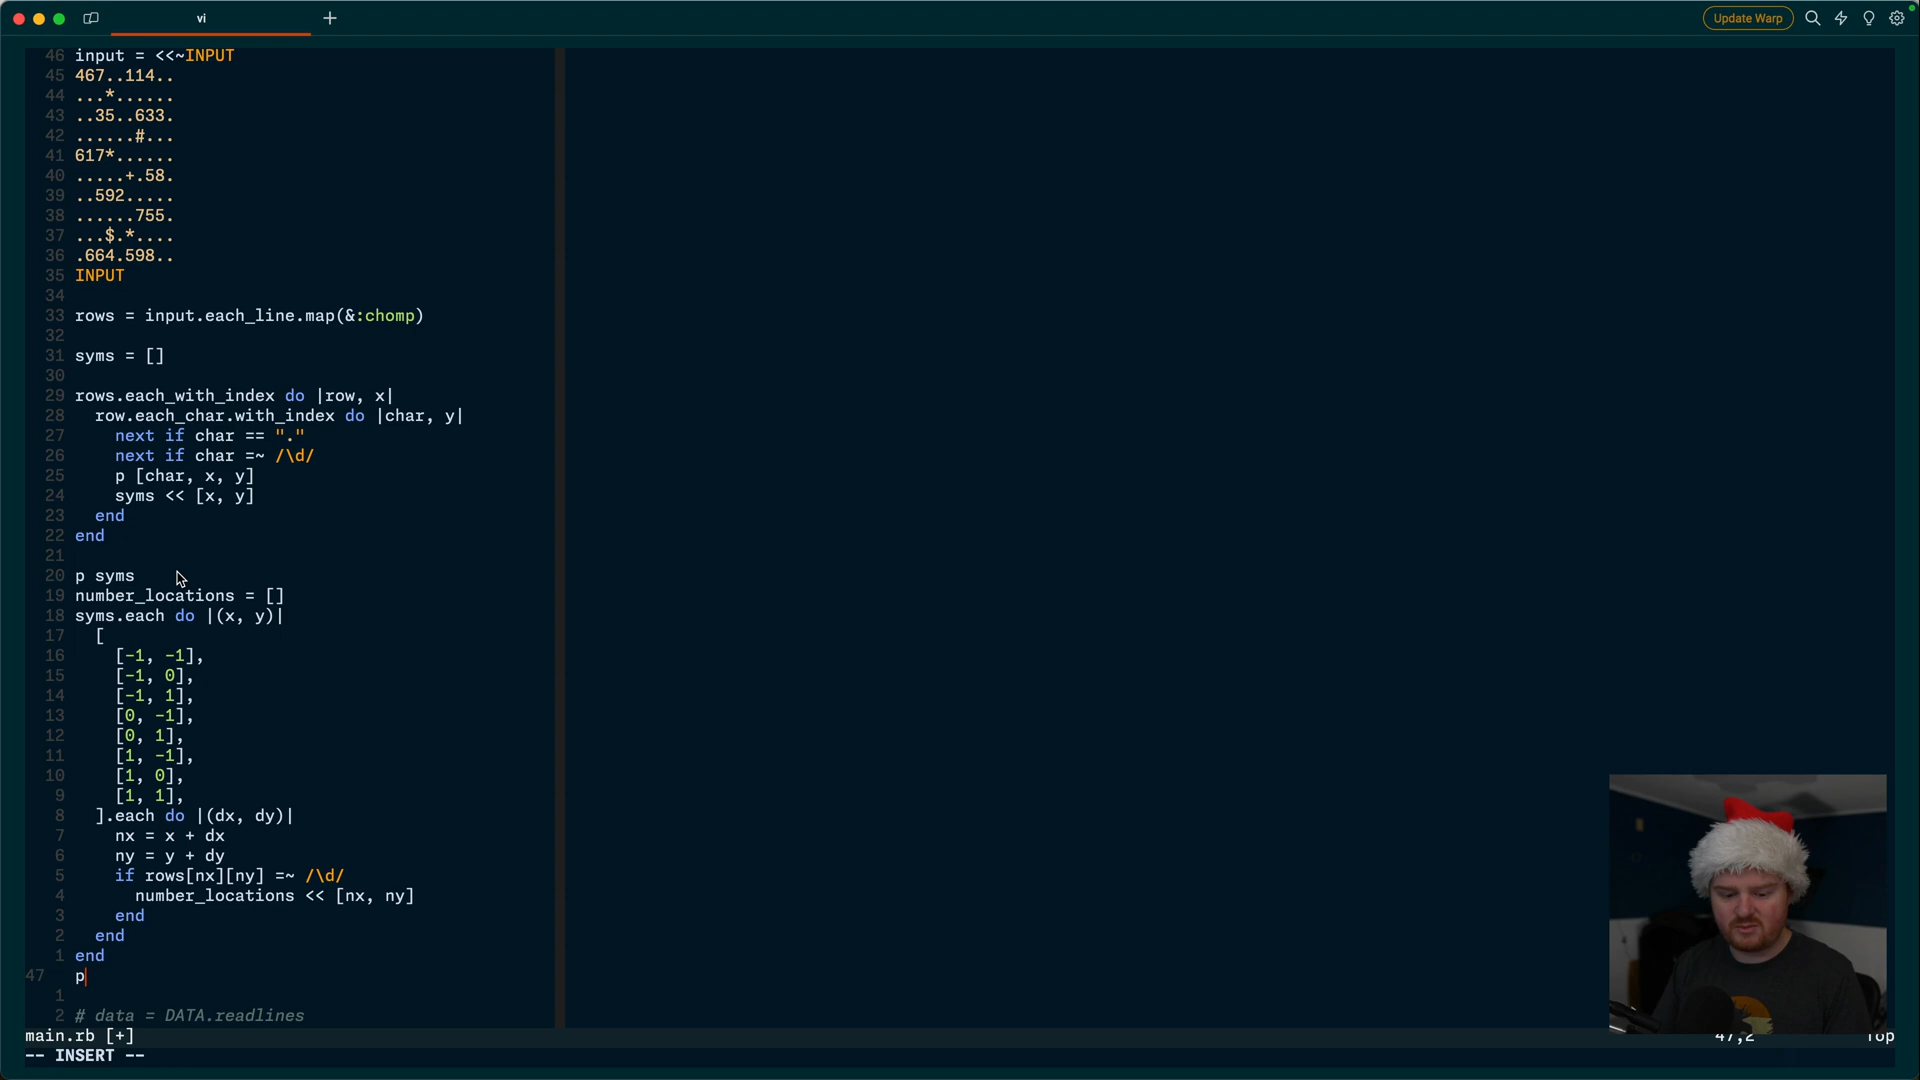 vi
Update Warp
46 input = <<~INPUT
45 467..114..
44 ...*......
43 ..35..633.
42 ......#...
41 617*......
40 .....+.58.
39 ..592.....
38 ......755.
37 ...$.*....
36 .664.598..
35 INPUT
34
33 rows = input.each_line.map(&:chomp)
32
31 syms = []
30
29 rows.each_with_index do |row, x|
28   row.each_char.with_index do |char, y|
27     next if char == "."
26     next if char =~ /\d/
25     p [char, x, y]
24     syms << [x, y]
23   end
22 end
21
20 p syms
19 number_locations = []
18 syms.each do |(x, y)|
17   [
16     [-1, -1],
15     [-1, 0],
14     [-1, 1],
13     [0, -1],
12     [0, 1],
11     [1, -1],
10     [1, 0],
9     [1, 1],
8   ].each do |(dx, dy)|
7     nx = x + dx
6     ny = y + dy
5     if rows[nx][ny] =~ /\d/
4       number_locations << [nx, ny]
3     end
2   end
1 end
47 p
1
2 # data = DATA.readlines
main.rb [+]
47,2
Top
-- INSERT --